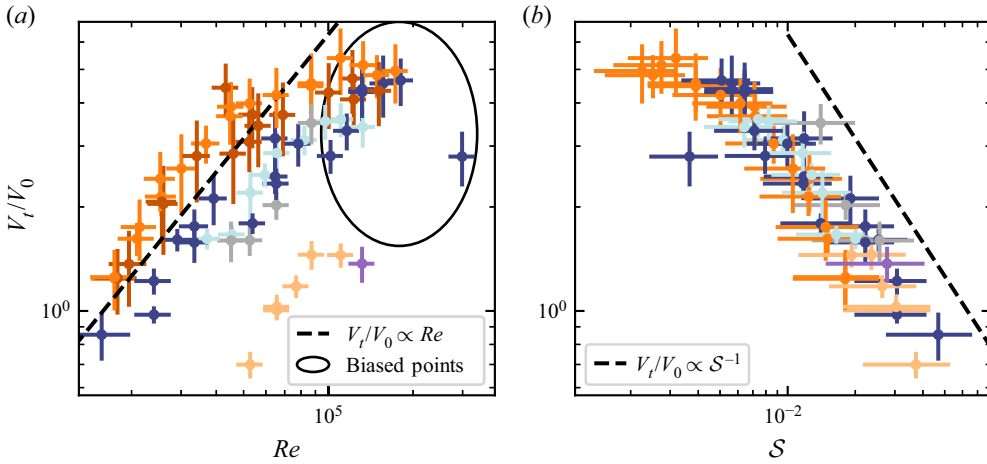 (a)
(b)
V_t/V_0
10^0
V_t/V_0 ∝ Re
Biased points
10^5
Re
10^0
V_t/V_0 ∝ 𝒮^−1
10^−2
𝒮